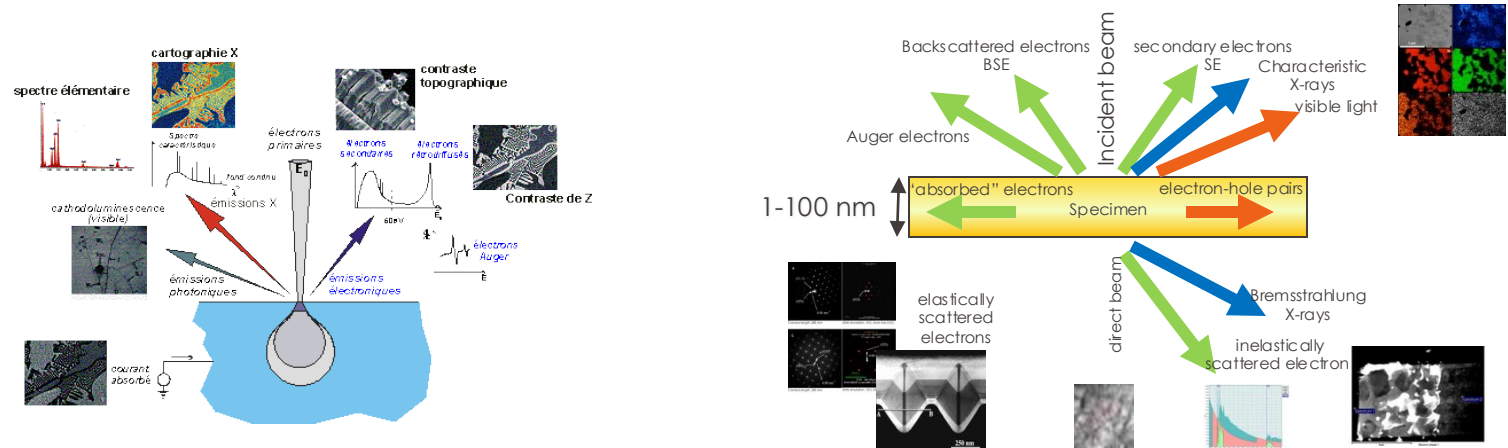 cartographie X
spectre élémentaire
contraste
topographique
électrons
primaires
E0
Spectre
caractéristique
fond continu
λ
émissions X
électrons
secondaires
électrons
rétrodiffusés
50eV
E
Contraste de Z
cathodoluminescence
(visible)
émissions
photoniques
émissions
électroniques
électrons
Auger
E
courant
absorbé
Incident beam
Backscattered electrons
BSE
secondary electrons
SE
Characteristic
X-rays
visible light
Auger electrons
1-100 nm
'absorbed" electrons
electron-hole pairs
Specimen
elastically
scattered
electrons
direct beam
Bremsstrahlung
X-rays
inelastically
scattered electron
A
B
250 nm